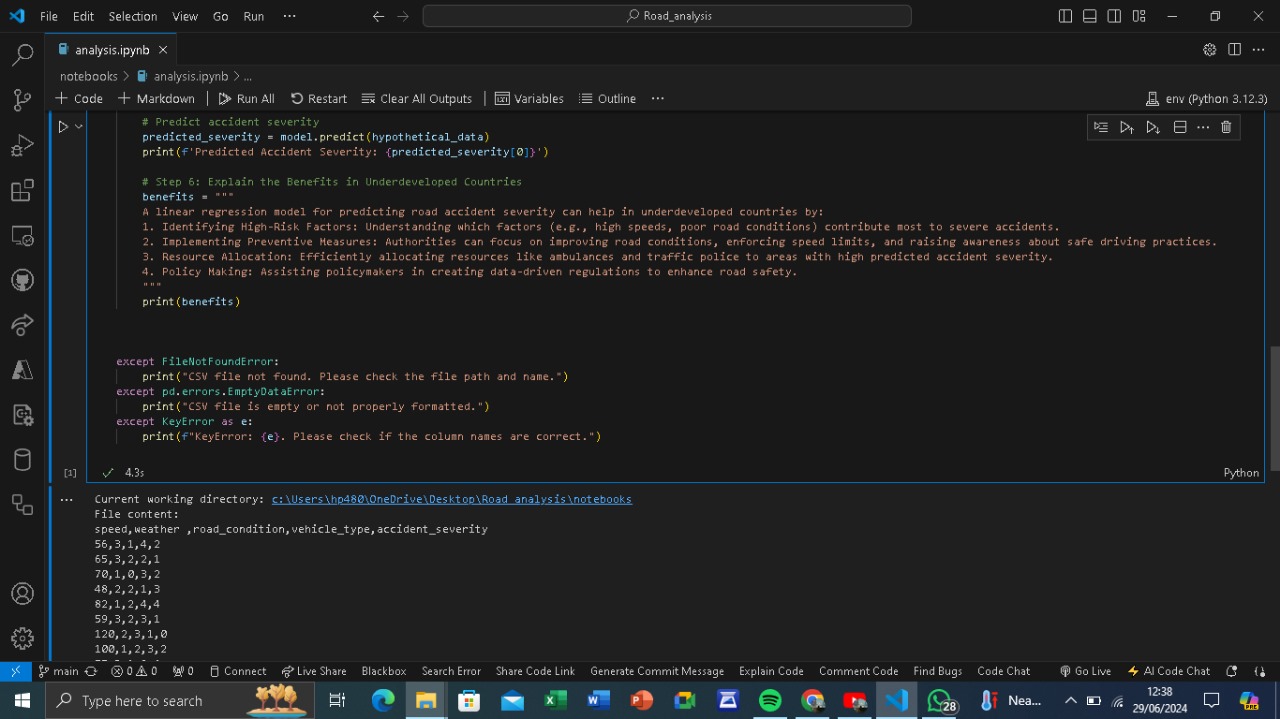 File Edit Selection View Go Run ··· Road_analysis
analysis.ipynb
notebooks > analysis.ipynb > ...
+ Code + Markdown Run All Restart Clear All Outputs Variables Outline ··· env (Python 3.12.3)
# Predict accident severity
predicted_severity = model.predict(hypothetical_data)
print(f'Predicted Accident Severity: {predicted_severity[0]}')
# Step 6: Explain the Benefits in Underdeveloped Countries
benefits = """
A linear regression model for predicting road accident severity can help in underdeveloped countries by:
1. Identifying High-Risk Factors: Understanding which factors (e.g., high speeds, poor road conditions) contribute most to severe accidents.
2. Implementing Preventive Measures: Authorities can focus on improving road conditions, enforcing speed limits, and raising awareness about safe driving practices.
3. Resource Allocation: Efficiently allocating resources like ambulances and traffic police to areas with high predicted accident severity.
4. Policy Making: Assisting policymakers in creating data-driven regulations to enhance road safety.
"""
print(benefits)
except FileNotFoundError:
print("CSV file not found. Please check the file path and name.")
except pd.errors.EmptyDataError:
print("CSV file is empty or not properly formatted.")
except KeyError as e:
print(f"KeyError: {e}. Please check if the column names are correct.")
[1] 4.3s Python
··· Current working directory: c:\Users\hp480\OneDrive\Desktop\Road_analysis\notebooks
File content:
speed,weather ,road_condition,vehicle_type,accident_severity
56,3,1,4,2
65,3,2,2,1
70,1,0,3,2
48,2,2,1,3
82,1,2,4,4
59,3,2,3,1
120,2,3,1,0
100,1,2,3,2
main 0 0 0 Connect Live Share Blackbox Search Error Share Code Link Generate Commit Message Explain Code Comment Code Find Bugs Code Chat Go Live AI Code Chat
Type here to search 28 Nea... 12:38
29/06/2024